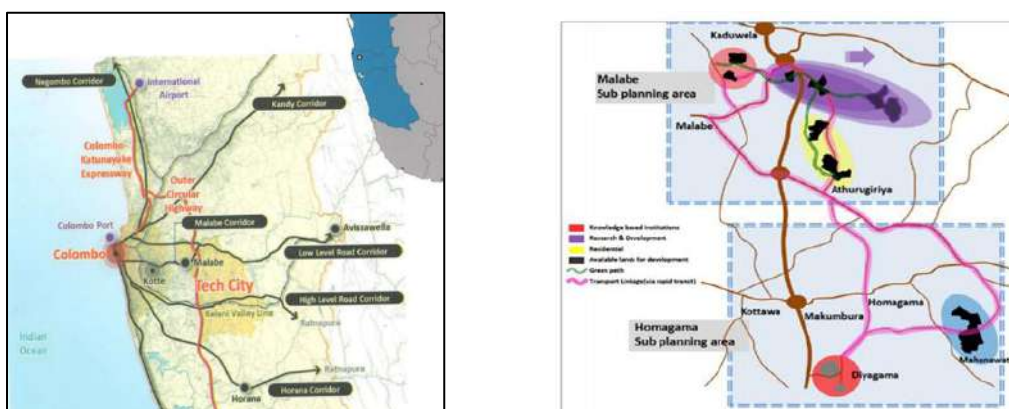 Negombo Corridor
International
Airport
Kandy Corridor
Colombo-
Katunayake
Expressway
Outer
Circular
Highway
Colombo Port
Malabe Corridor
Colombo
Avissawella
Low Level Road Corridor
Kotte
Malabe
Tech City
High Level Road Corridor
Kelani Valley Line
Ratnapura
Indian
Ocean
Ratnapura
Horana Corridor
Horana
Kaduwela
Malabe
Sub planning area
Malabe
Athurugiriya
Knowledge based Institutions
Research & Development
Residential
Available lands for development
Green path
Transport Linkage(via rapid transit)
Homagama
Kottawa
Makumbura
Homagama
Sub planning area
Diyagama